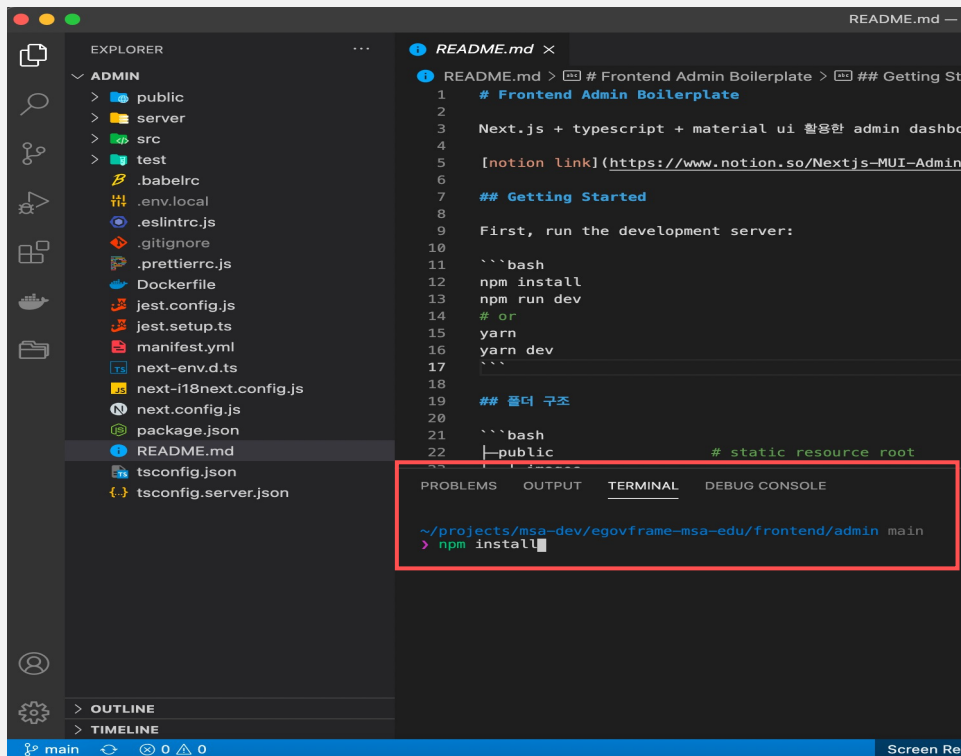 README.md —
EXPLORER ...
ADMIN
public
server
src
test
.babelrc
.env.local
.eslintrc.js
.gitignore
.prettierrc.js
Dockerfile
jest.config.js
jest.setup.ts
manifest.yml
next-env.d.ts
next-i18next.config.js
next.config.js
package.json
README.md
tsconfig.json
tsconfig.server.json
OUTLINE
TIMELINE
README.md ×
README.md > # Frontend Admin Boilerplate > ## Getting St
1 # Frontend Admin Boilerplate
2
3 Next.js + typescript + material ui 활용한 admin dashbo
4
5 [notion link](https://www.notion.so/Nextjs-MUI-Admin
6
7 ## Getting Started
8
9 First, run the development server:
10
11 ```bash
12 npm install
13 npm run dev
14 # or
15 yarn
16 yarn dev
17 ```
18
19 ## 폴더 구조
20
21 ```bash
22 ├─public # static resource root
PROBLEMS OUTPUT TERMINAL DEBUG CONSOLE
~/projects/msa-dev/egovframe-msa-edu/frontend/admin main
❯ npm install
main 0 0 Screen Re